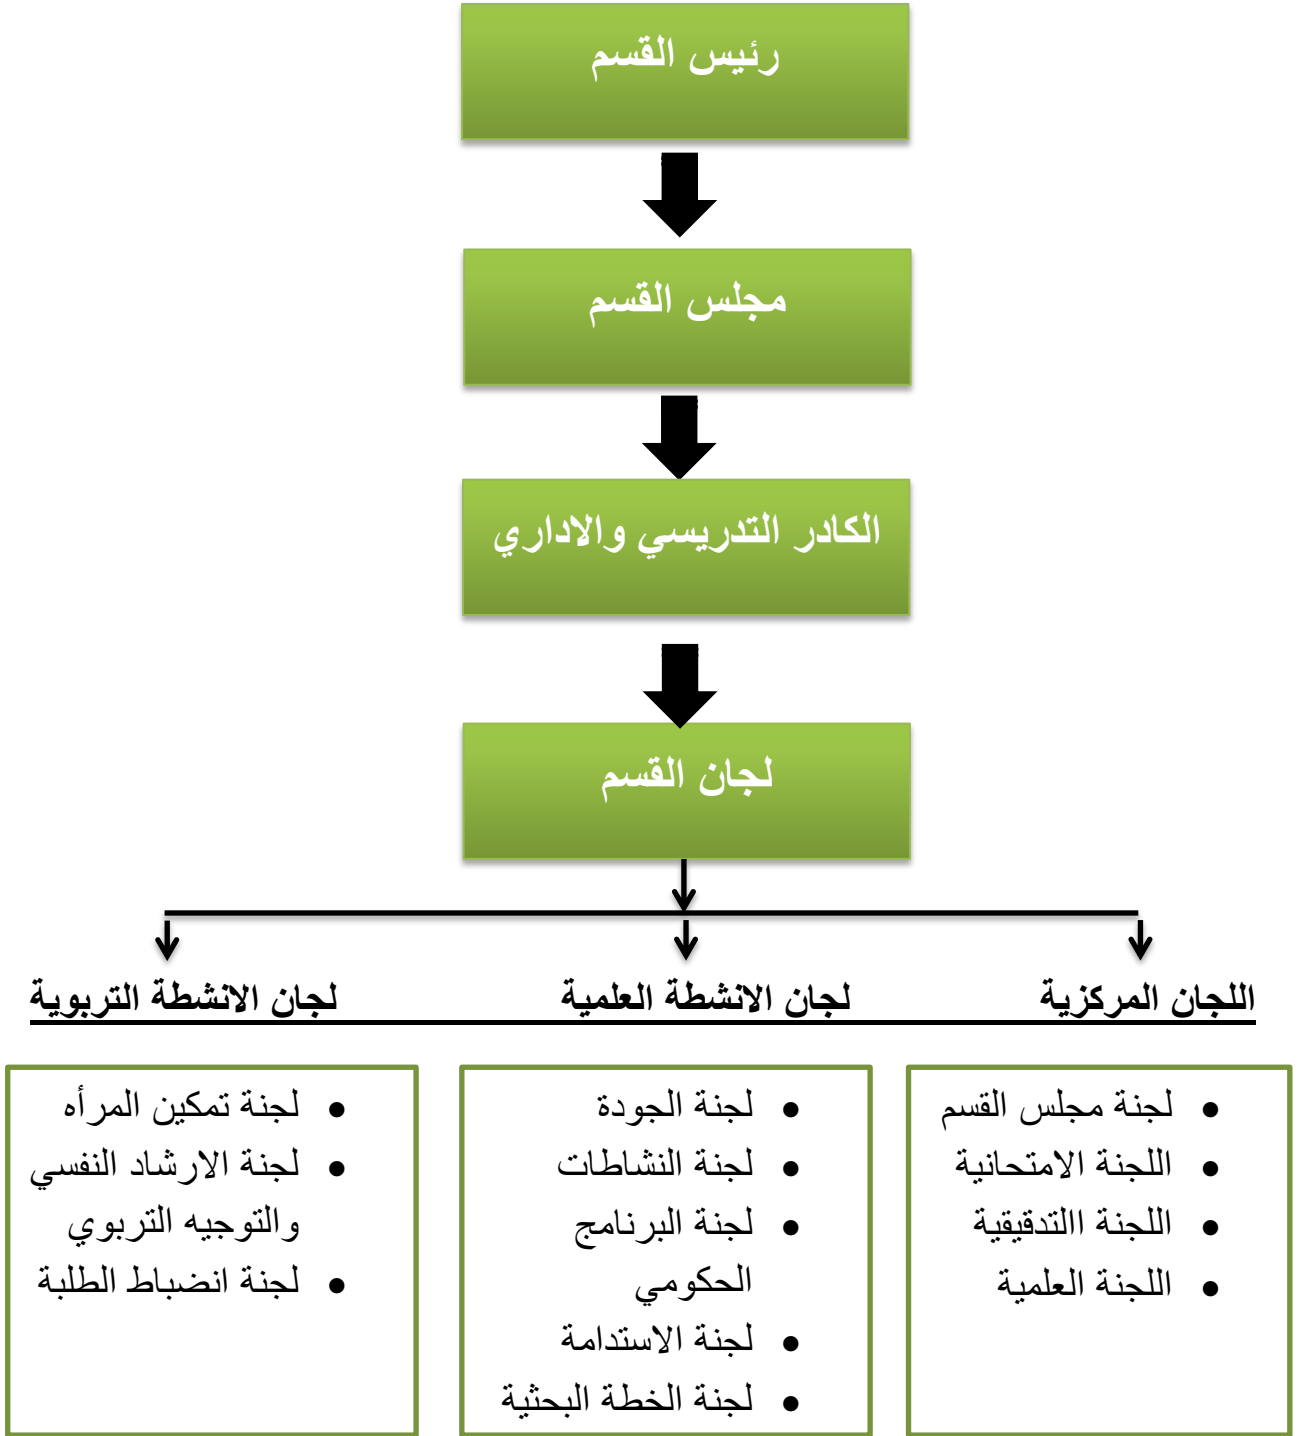 رئيس القسم
مجلس القسم
الكادر التدريسي والاداري
لجان القسم
اللجان المركزية
لجان الانشطة العلمية
لجان الانشطة التربوية
• لجنة مجلس القسم
• اللجنة الامتحانية
• اللجنة االتدقيقية
• اللجنة العلمية
• لجنة الجودة
• لجنة النشاطات
• لجنة البرنامج
الحكومي
• لجنة الاستدامة
• لجنة الخطة البحثية
• لجنة تمكين المرأه
• لجنة الارشاد النفسي
والتوجيه التربوي
• لجنة انضباط الطلبة